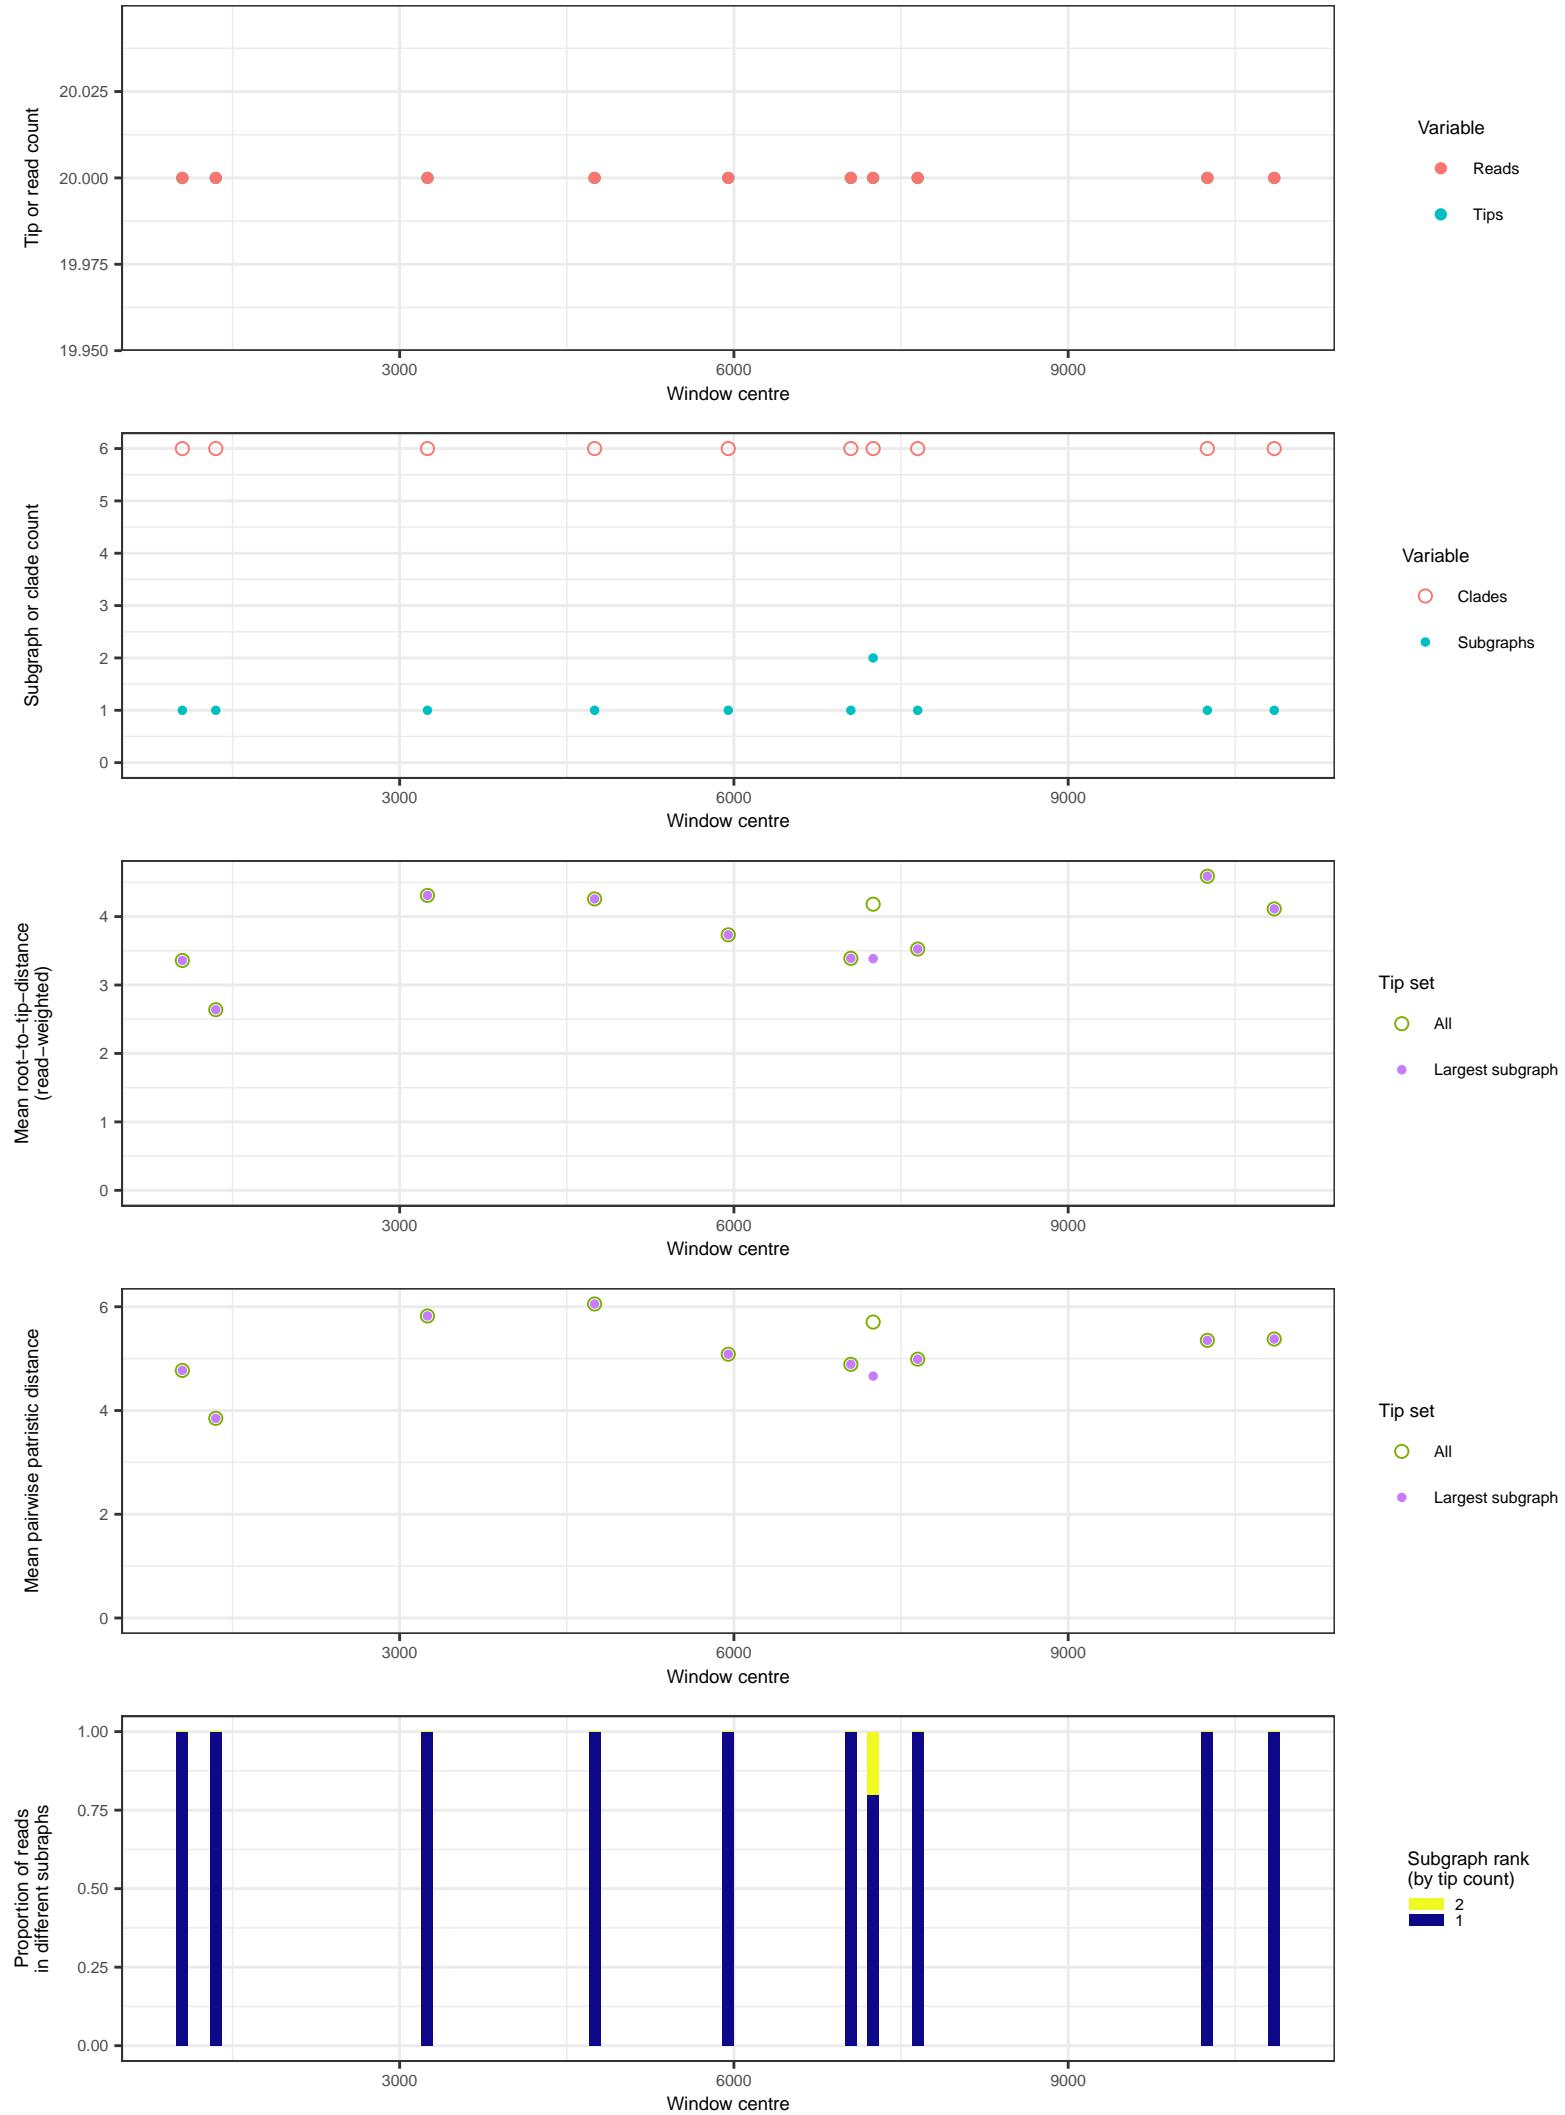 20.025
20.000
19.975
19.950
Tip or read count
3000 6000 9000
Window centre
Variable
Reads
Tips
6
5
4
3
2
1
0
Subgraph or clade count
3000 6000 9000
Window centre
Variable
Clades
Subgraphs
4
3
2
1
0
Mean root−to−tip−distance
(read−weighted)
3000 6000 9000
Window centre
Tip set
All
Largest subgraph
6
4
2
0
Mean pairwise patristic distance
3000 6000 9000
Window centre
Tip set
All
Largest subgraph
1.00
0.75
0.50
0.25
0.00
Proportion of reads
in different subraphs
3000 6000 9000
Window centre
Subgraph rank
(by tip count)
2
1